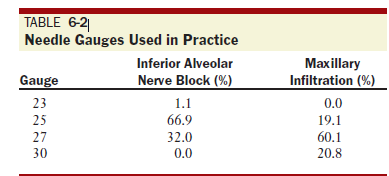 TABLE 6-2
Needle Gauges Used in Practice
Inferior Alveolar Maxillary
Gauge Nerve Block (%) Infiltration (%)
23 1.1 0.0
25 66.9 19.1
27 32.0 60.1
30 0.0 20.8